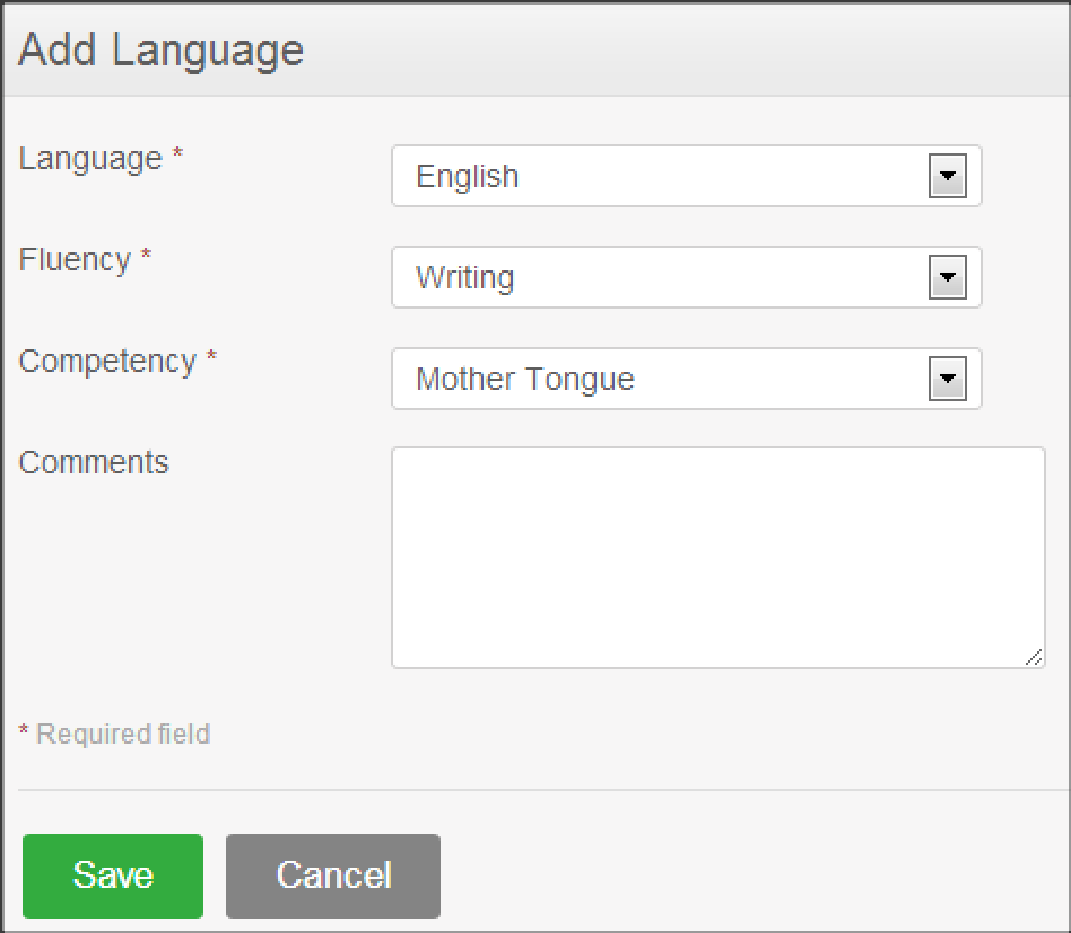 Add Language
Language *
English
Fluency *
Writing
Competency *
Mother Tongue
Comments
* Required field
Save
Cancel